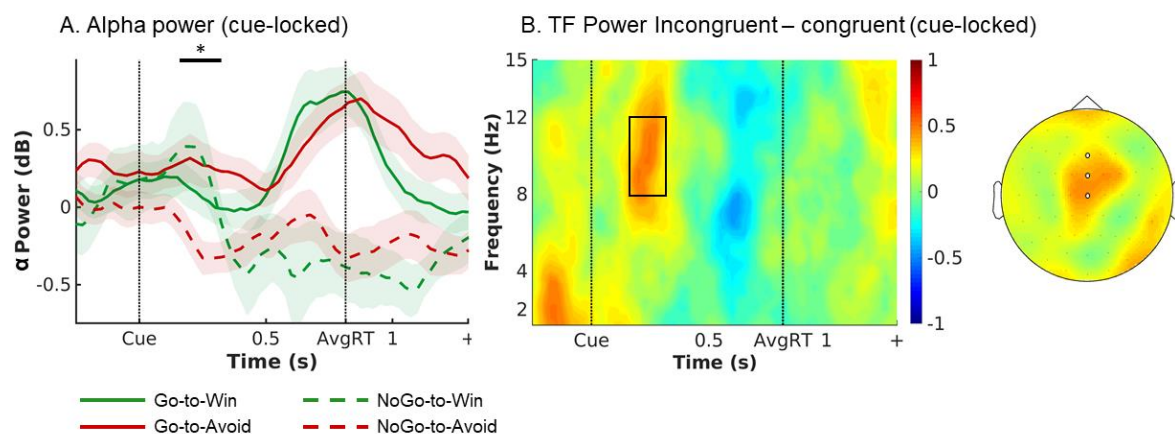 A. Alpha power (cue-locked)
*
α Power (dB)
0.5
0
-0.5
Cue
0.5
AvgRT
1
+
Time (s)
Go-to-Win
NoGo-to-Win
Go-to-Avoid
NoGo-to-Avoid
B. TF Power Incongruent – congruent (cue-locked)
Frequency (Hz)
15
12
8
4
2
Cue
0.5
AvgRT
1
+
Time (s)
1
0.5
0
-0.5
-1